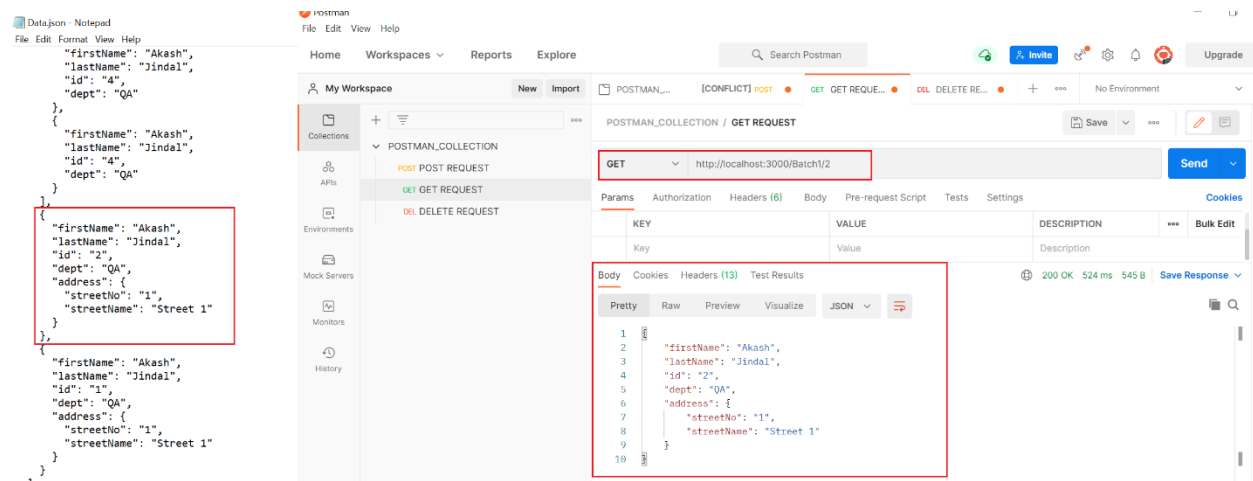 Data.json - Notepad
File Edit Format View Help
"firstName": "Akash",
"lastName": "Jindal",
"id": "4",
"dept": "QA"
},
{
"firstName": "Akash",
"lastName": "Jindal",
"id": "4",
"dept": "QA"
}
],
{
"firstName": "Akash",
"lastName": "Jindal",
"id": "2",
"dept": "QA",
"address": {
"streetNo": "1",
"streetName": "Street 1"
}
},
{
"firstName": "Akash",
"lastName": "Jindal",
"id": "1",
"dept": "QA",
"address": {
"streetNo": "1",
"streetName": "Street 1"
}
}
Postman
File Edit View Help
Home Workspaces Reports Explore Search Postman Invite Upgrade
My Workspace New Import
POSTMAN_... [CONFLICT] POST GET GET REQUE... DEL DELETE RE... + No Environment
Collections
APIs
Environments
Mock Servers
Monitors
History
POSTMAN_COLLECTION
POST POST REQUEST
GET GET REQUEST
DEL DELETE REQUEST
POSTMAN_COLLECTION / GET REQUEST Save
GET http://localhost:3000/Batch1/2 Send
Params Authorization Headers (6) Body Pre-request Script Tests Settings Cookies
KEY VALUE DESCRIPTION Bulk Edit
Key Value Description
Body Cookies Headers (13) Test Results 200 OK 524 ms 545 B Save Response
Pretty Raw Preview Visualize JSON
1 {
2 "firstName": "Akash",
3 "lastName": "Jindal",
4 "id": "2",
5 "dept": "QA",
6 "address": {
7 "streetNo": "1",
8 "streetName": "Street 1"
9 }
10 }